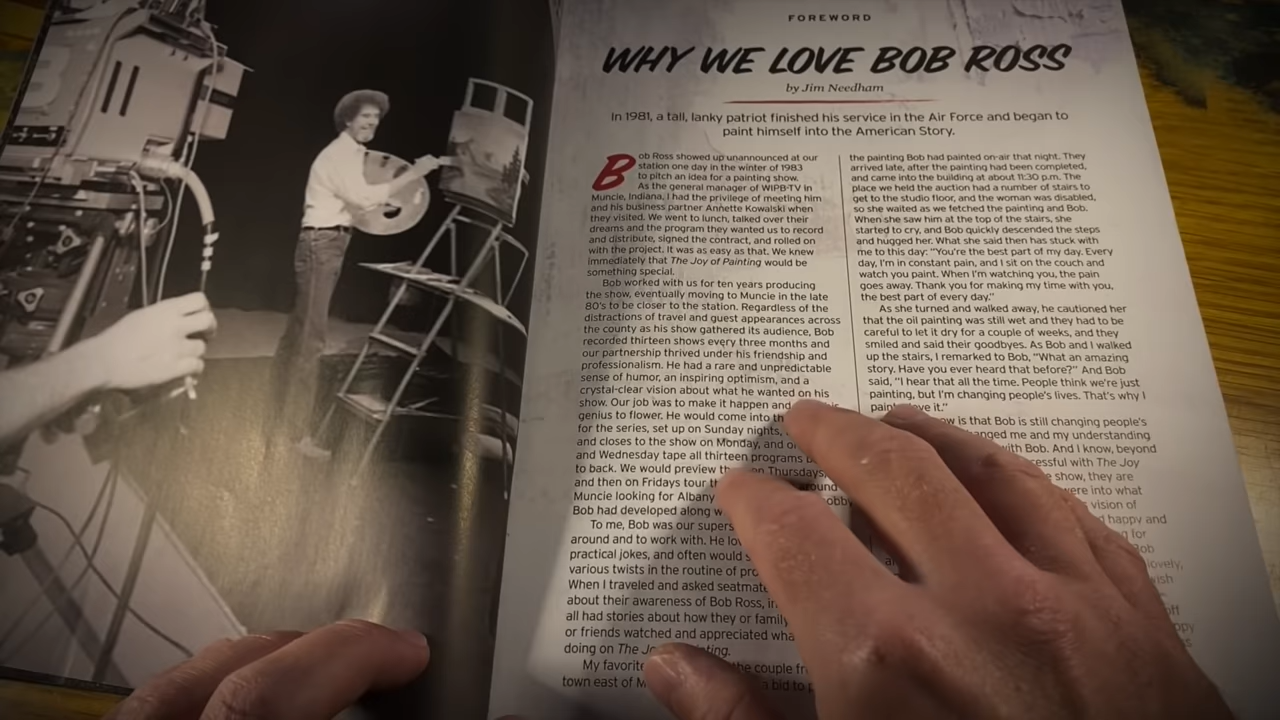 FOREWORD
WHY WE LOVE BOB ROSS
by Jim Needham
In 1981, a tall, lanky patriot finished his service in the Air Force and began to
paint himself into the American Story.
Bob Ross showed up unannounced at our
station one day in the winter of 1983
to pitch an idea for a painting show.
As the general manager of WIPB-TV in
Muncie, Indiana, I had the privilege of meeting him
and his business partner Annette Kowalski when
they visited. We went to lunch, talked over their
dreams and the program they wanted us to record
and distribute, signed the contract, and rolled on
with the project. It was as easy as that. We knew
immediately that The Joy of Painting would be
something special.
Bob worked with us for ten years producing
the show, eventually moving to Muncie in the late
80's to be closer to the station. Regardless of the
distractions of travel and guest appearances across
the county as his show gathered its audience, Bob
recorded thirteen shows every three months and
our partnership thrived under his friendship and
professionalism. He had a rare and unpredictable
sense of humor, an inspiring optimism, and a
crystal-clear vision about what he wanted on his
show. Our job was to make it happen and
genius to flower. He would come into
for the series, set up on Sunday nights,
and closes to the show on Monday, and
and Wednesday tape all thirteen programs
to back. We would preview Thursdays,
and then on Fridays tour around
Muncie looking for Albany
Bob had developed along
To me, Bob was our
around and to work with. He
practical jokes, and often would
various twists in the routine of
When I traveled and asked
about their awareness of Bob Ross,
all had stories about how they or family
or friends watched and appreciated
doing on The
My favorite the couple
town east of a bid to
the painting Bob had painted on-air that night. They
arrived late, after the painting had been completed,
and came into the building at about 11:30 p.m. The
place we held the auction had a number of stairs to
get to the studio floor, and the woman was disabled,
so she waited as we fetched the painting and Bob.
When she saw him at the top of the stairs, she
started to cry, and Bob quickly descended the steps
and hugged her. What she said then has stuck with
me to this day: “You're the best part of my day. Every
day, I'm in constant pain, and I sit on the couch and
watch you paint. When I'm watching you, the pain
goes away. Thank you for making my time with you,
the best part of every day.”
As she turned and walked away, he cautioned her
that the oil painting was still wet and they had to be
careful to let it dry for a couple of weeks, and they
smiled and said their goodbyes. As Bob and I walked
up the stairs, I remarked to Bob, “What an amazing
story. Have you ever heard that before?” And Bob
said, “I hear that all the time. People think we're just
painting, but I'm changing people's lives. That's why I
it.”
is that Bob is still changing people's
me and my understanding
with Bob. And I know, beyond
with The Joy
show, they are
were into what
vision of
happy and
for
Bob